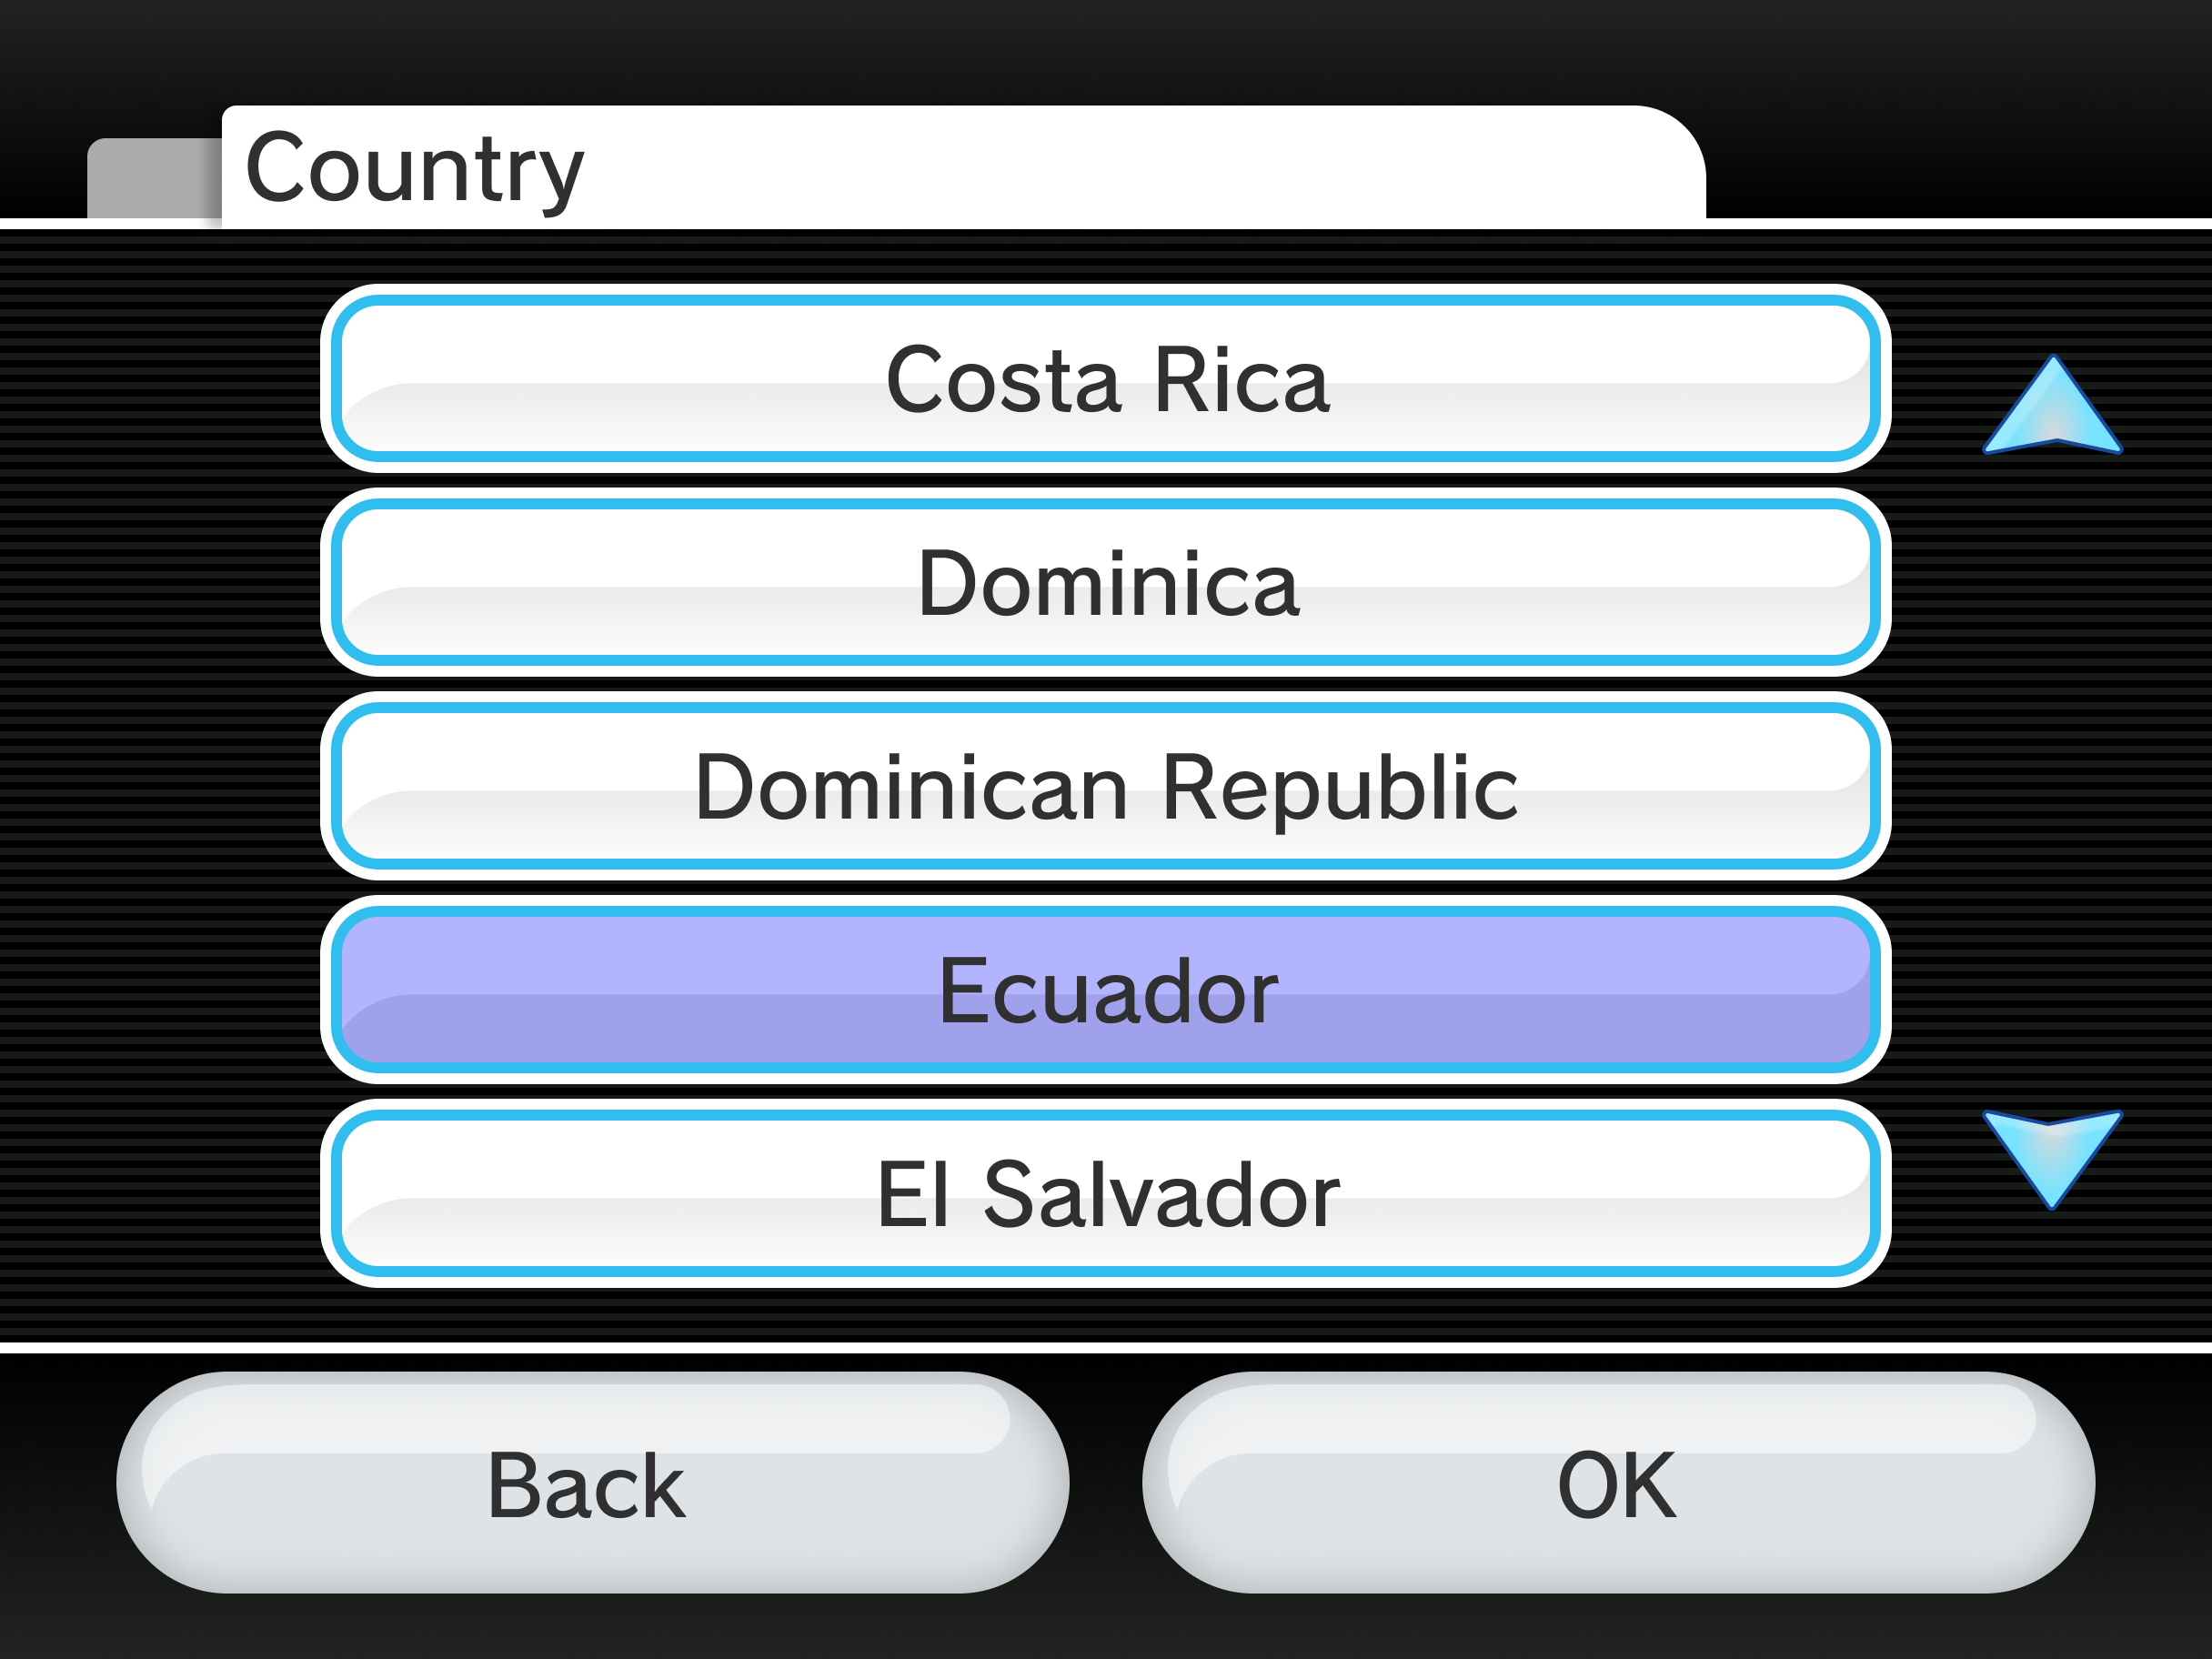 Country
Costa Rica
Dominica
Dominican Republic
Ecuador
El Salvador
Back
OK